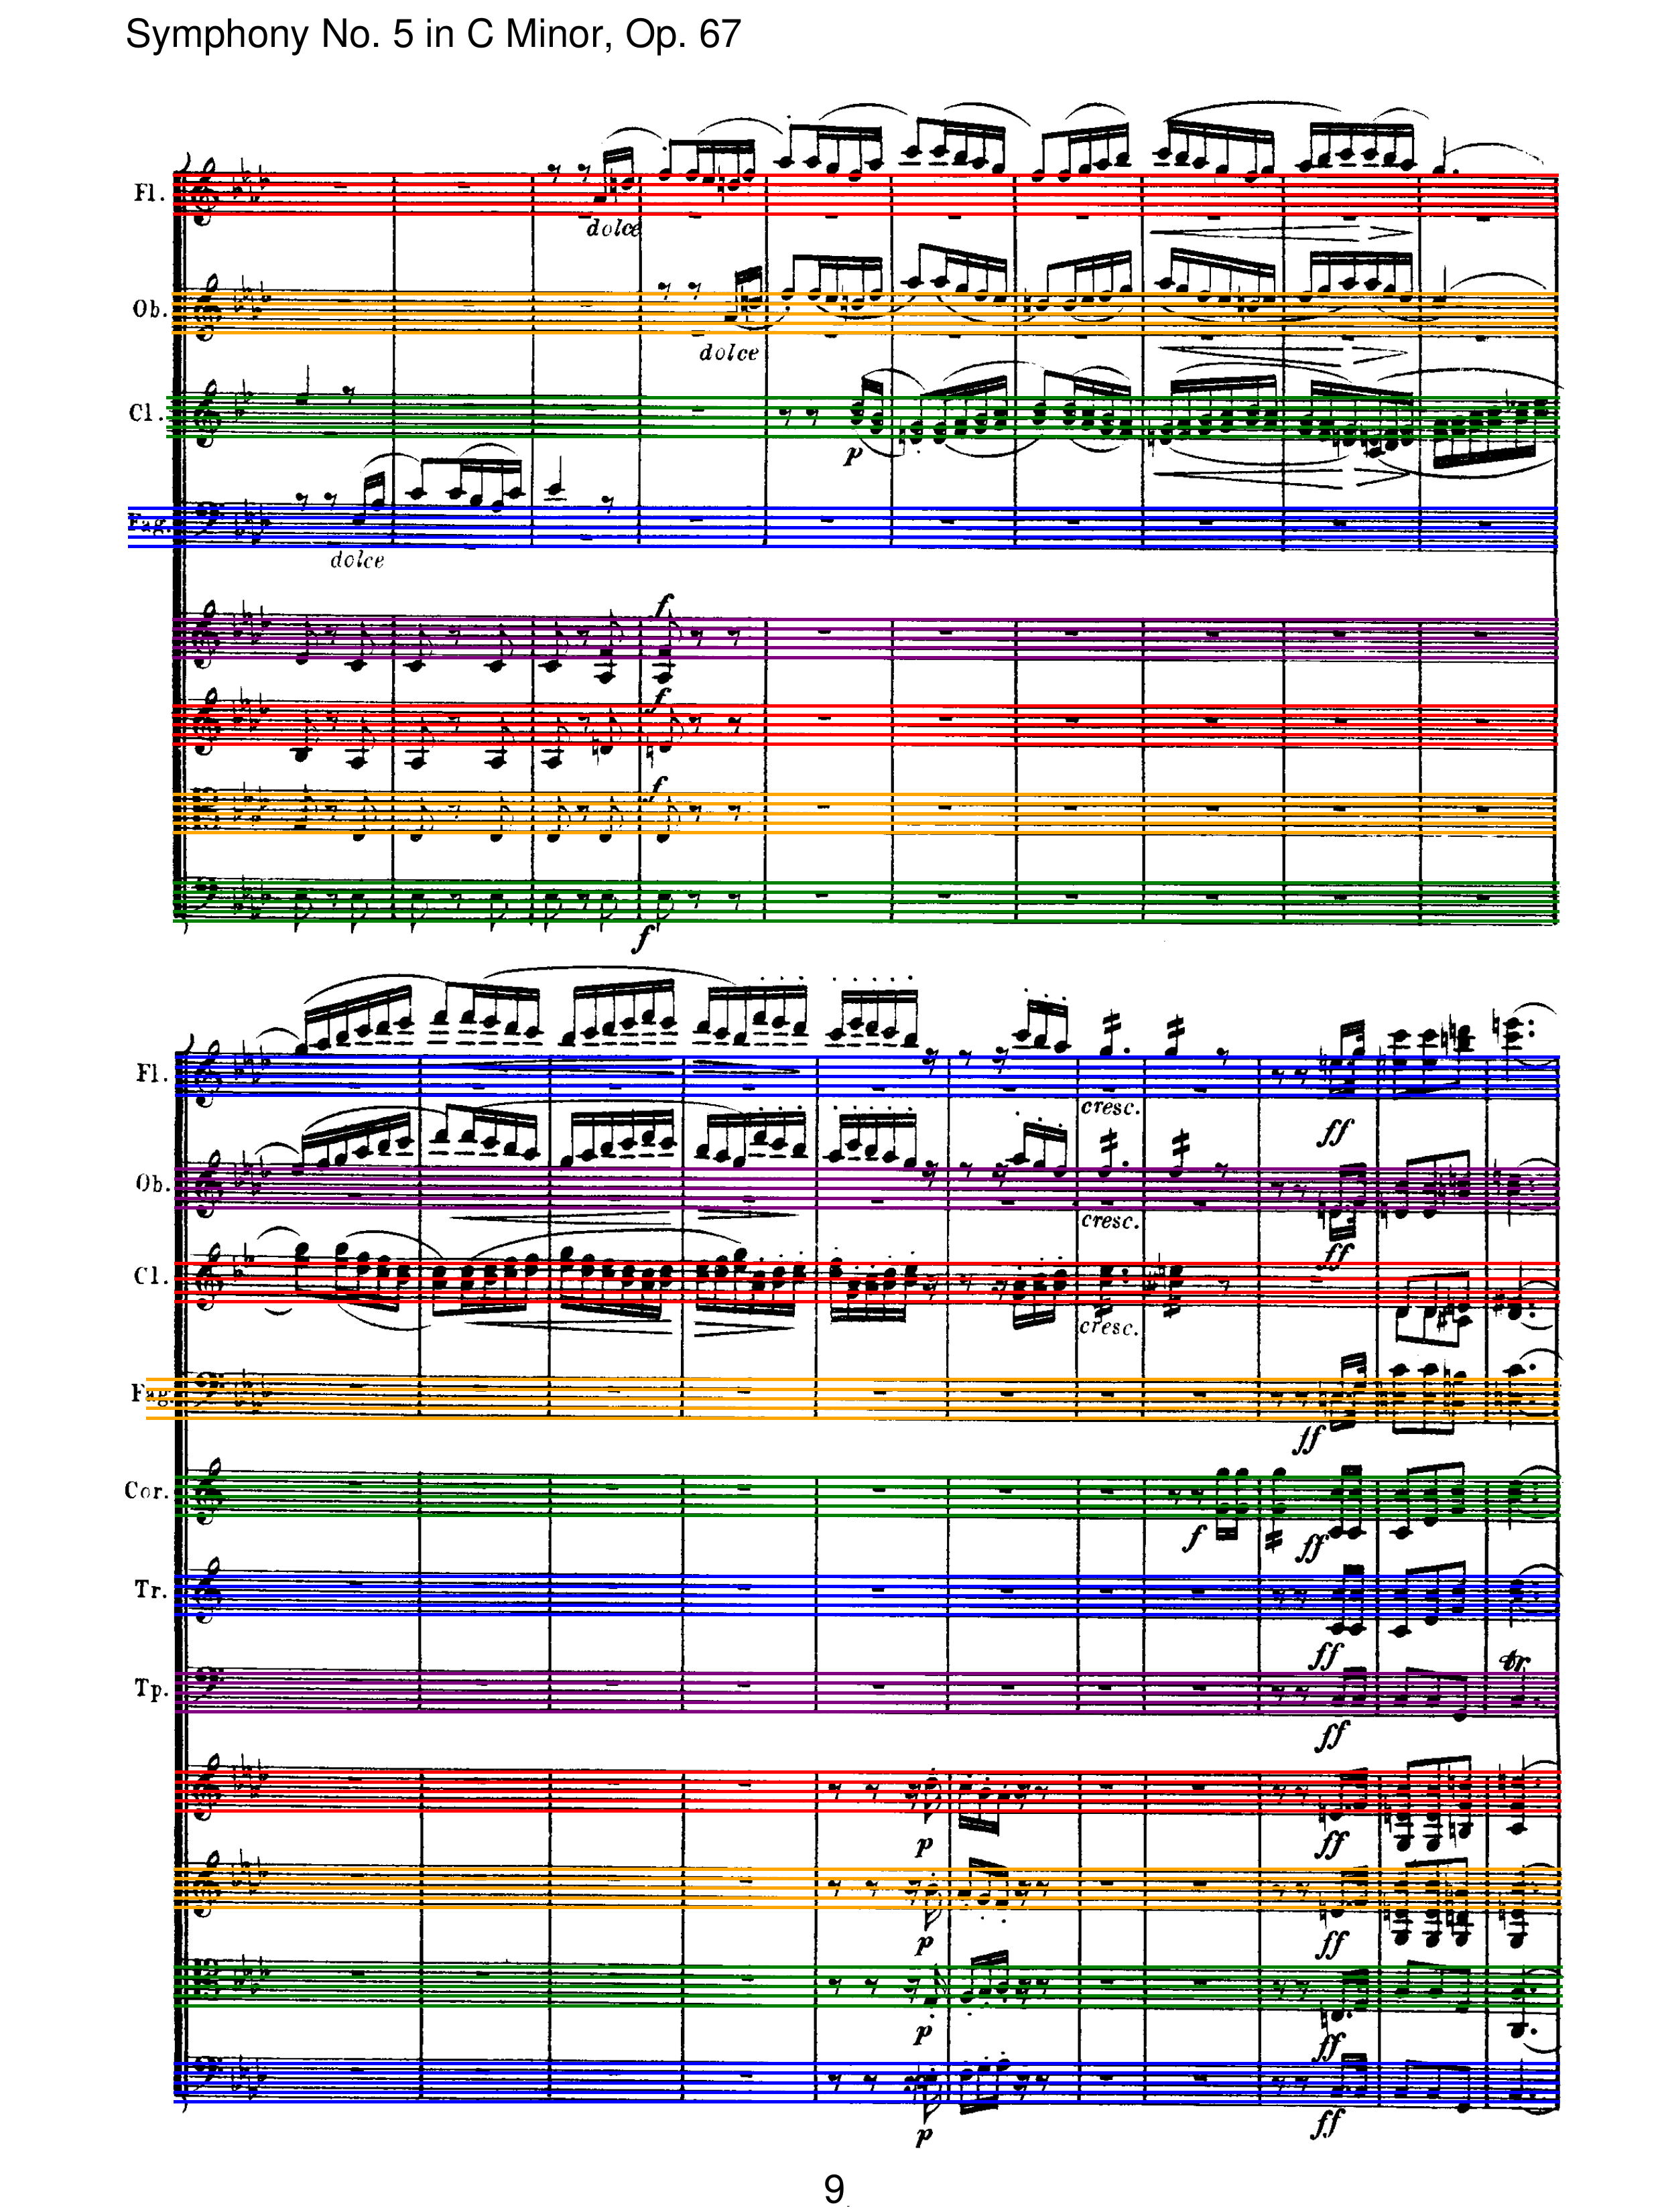 Symphony No. 5 in C Minor, Op. 67
Fl.
dolce
Ob.
dolce
Cl.
p
Fag.
dolce
f
f
f
f
Fl.
cresc.
ff
Ob.
cresc.
ff
Cl.
cresc.
Fag.
ff
Cor.
f
ff
Tr.
ff
Tp.
tr
ff
p
ff
p
ff
p
ff
p
ff
9